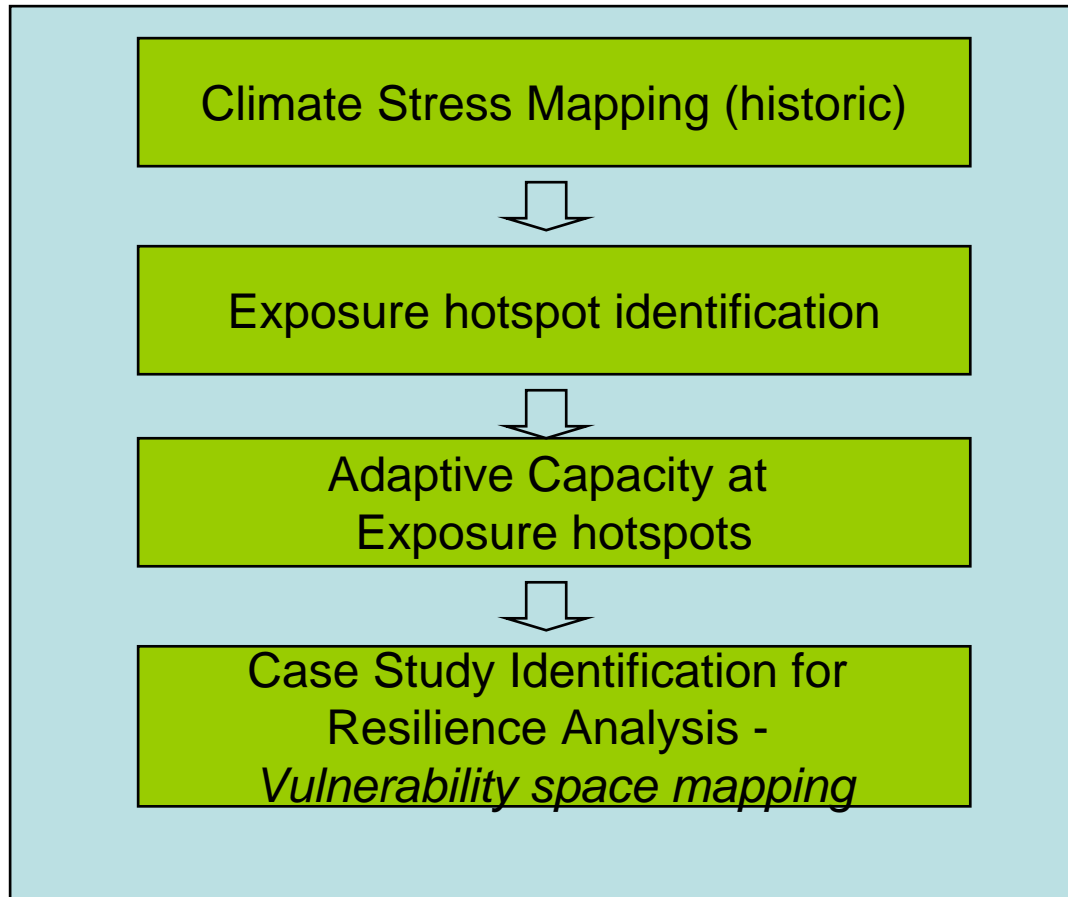 Climate Stress Mapping (historic)
Exposure hotspot identification
Adaptive Capacity at
Exposure hotspots
Case Study Identification for
Resilience Analysis -
Vulnerability space mapping